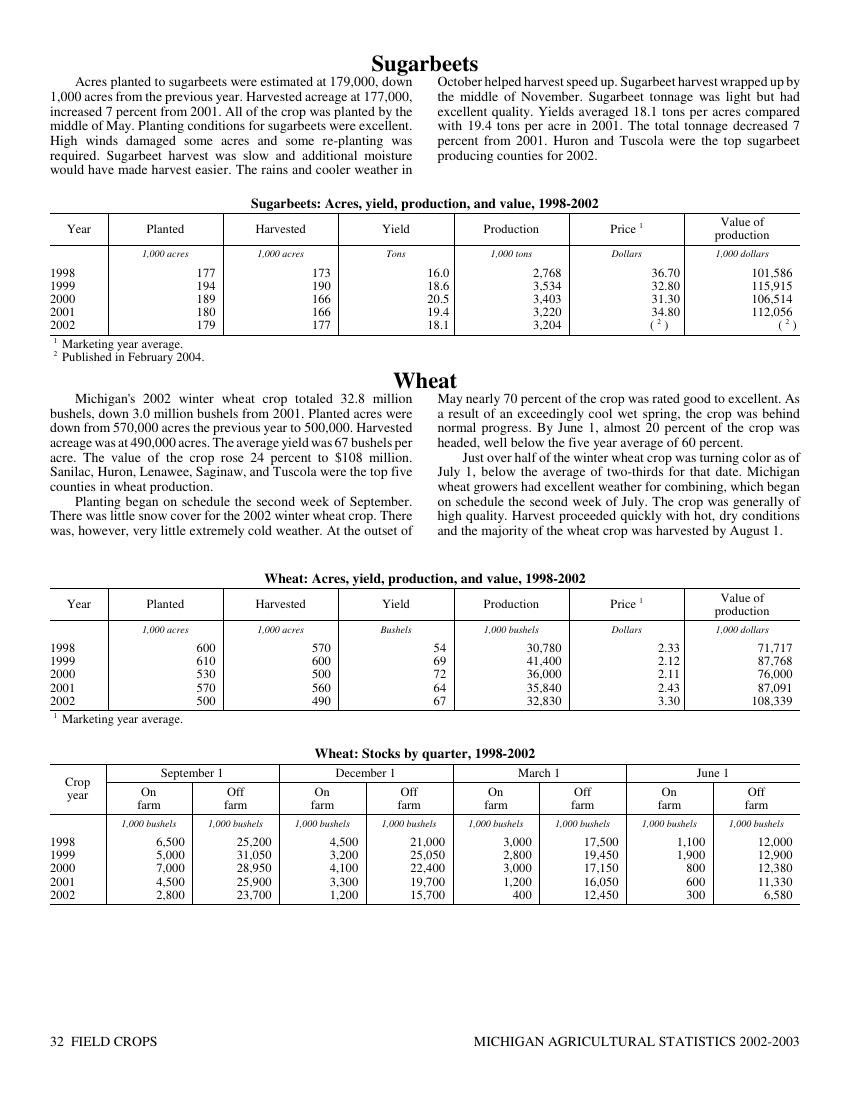 Sugarbeets
Acres planted to sugarbeets were estimated at 179,000, down
1,000 acres from the previous year. Harvested acreage at 177,000,
increased 7 percent from 2001. All of the crop was planted by the
middle of May. Planting conditions for sugarbeets were excellent.
High winds damaged some acres and some re-planting was
required. Sugarbeet harvest was slow and additional moisture
would have made harvest easier. The rains and cooler weather in
October helped harvest speed up. Sugarbeet harvest wrapped up by
the middle of November. Sugarbeet tonnage was light but had
excellent quality. Yields averaged 18.1 tons per acres compared
with 19.4 tons per acre in 2001. The total tonnage decreased 7
percent from 2001. Huron and Tuscola were the top sugarbeet
producing counties for 2002.
Sugarbeets: Acres, yield, production, and value, 1998-2002
Year Planted Harvested Yield Production Price 1 Value of production
1,000 acres 1,000 acres Tons 1,000 tons Dollars 1,000 dollars
1998 177 173 16.0 2,768 36.70 101,586
1999 194 190 18.6 3,534 32.80 115,915
2000 189 166 20.5 3,403 31.30 106,514
2001 180 166 19.4 3,220 34.80 112,056
2002 179 177 18.1 3,204 ( 2 ) ( 2 )
1 Marketing year average.
2 Published in February 2004.
Wheat
Michigan's 2002 winter wheat crop totaled 32.8 million
bushels, down 3.0 million bushels from 2001. Planted acres were
down from 570,000 acres the previous year to 500,000. Harvested
acreage was at 490,000 acres. The average yield was 67 bushels per
acre. The value of the crop rose 24 percent to $108 million.
Sanilac, Huron, Lenawee, Saginaw, and Tuscola were the top five
counties in wheat production.
Planting began on schedule the second week of September.
There was little snow cover for the 2002 winter wheat crop. There
was, however, very little extremely cold weather. At the outset of
May nearly 70 percent of the crop was rated good to excellent. As
a result of an exceedingly cool wet spring, the crop was behind
normal progress. By June 1, almost 20 percent of the crop was
headed, well below the five year average of 60 percent.
Just over half of the winter wheat crop was turning color as of
July 1, below the average of two-thirds for that date. Michigan
wheat growers had excellent weather for combining, which began
on schedule the second week of July. The crop was generally of
high quality. Harvest proceeded quickly with hot, dry conditions
and the majority of the wheat crop was harvested by August 1.
Wheat: Acres, yield, production, and value, 1998-2002
Year Planted Harvested Yield Production Price 1 Value of production
1,000 acres 1,000 acres Bushels 1,000 bushels Dollars 1,000 dollars
1998 600 570 54 30,780 2.33 71,717
1999 610 600 69 41,400 2.12 87,768
2000 530 500 72 36,000 2.11 76,000
2001 570 560 64 35,840 2.43 87,091
2002 500 490 67 32,830 3.30 108,339
1 Marketing year average.
Wheat: Stocks by quarter, 1998-2002
Crop year September 1 December 1 March 1 June 1
On farm Off farm On farm Off farm On farm Off farm On farm Off farm
1,000 bushels 1,000 bushels 1,000 bushels 1,000 bushels 1,000 bushels 1,000 bushels 1,000 bushels 1,000 bushels
1998 6,500 25,200 4,500 21,000 3,000 17,500 1,100 12,000
1999 5,000 31,050 3,200 25,050 2,800 19,450 1,900 12,900
2000 7,000 28,950 4,100 22,400 3,000 17,150 800 12,380
2001 4,500 25,900 3,300 19,700 1,200 16,050 600 11,330
2002 2,800 23,700 1,200 15,700 400 12,450 300 6,580
32 FIELD CROPS
MICHIGAN AGRICULTURAL STATISTICS 2002-2003